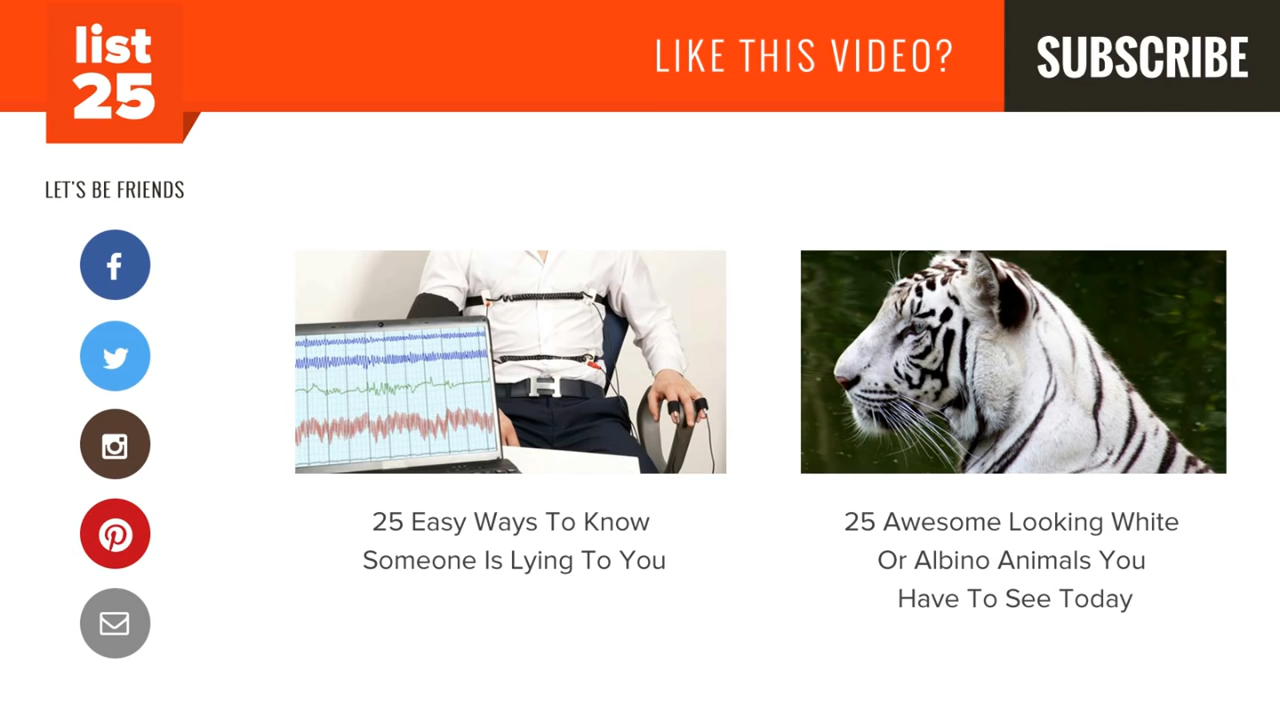 list
25
LIKE THIS VIDEO?
SUBSCRIBE
LET'S BE FRIENDS
25 Easy Ways To Know
Someone Is Lying To You
25 Awesome Looking White
Or Albino Animals You
Have To See Today